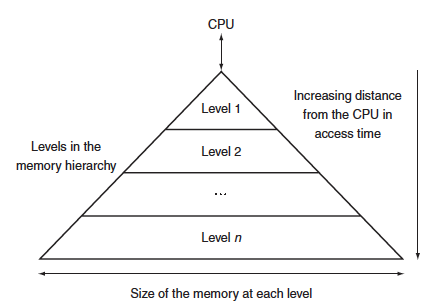 CPU
Level 1
Increasing distance
from the CPU in
access time
Levels in the
memory hierarchy
Level 2
...
Level n
Size of the memory at each level